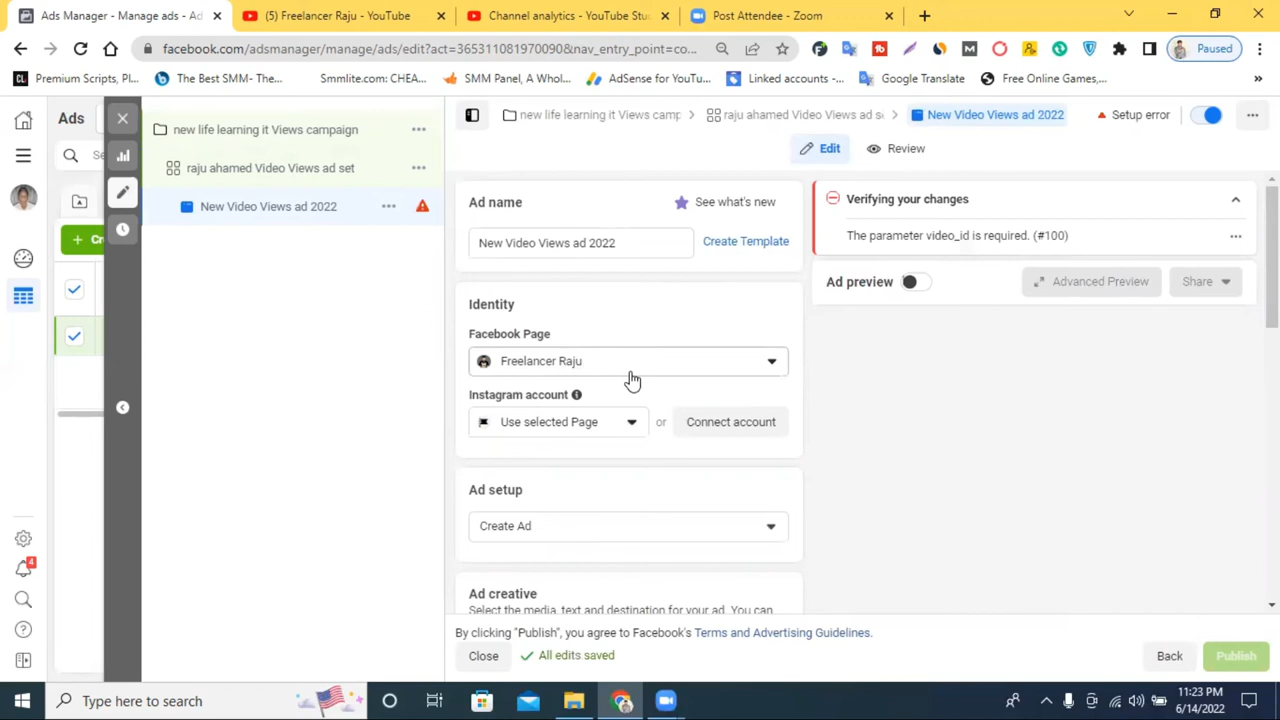 Ads Manager - Manage ads - Ad
(5) Freelancer Raju - YouTube
Channel analytics - YouTube Stu
Post Attendee - Zoom
facebook.com/adsmanager/manage/ads/edit?act=365311081970090&nav_entry_point=co...
Paused
Premium Scripts, Pl...
The Best SMM- The...
Smmlite.com: CHEA...
SMM Panel, A Whol...
AdSense for YouTu...
Linked accounts -...
Google Translate
Free Online Games,...
Ads
new life learning it Views campaign
raju ahamed Video Views ad set
New Video Views ad 2022
new life learning it Views camp
raju ahamed Video Views ad s
New Video Views ad 2022
Setup error
Edit
Review
Ad name
See what's new
New Video Views ad 2022
Create Template
Identity
Facebook Page
Freelancer Raju
Instagram account
Use selected Page
or
Connect account
Ad setup
Create Ad
Ad creative
Select the media, text and destination for your ad. You can
Verifying your changes
The parameter video_id is required. (#100)
Ad preview
Advanced Preview
Share
By clicking "Publish", you agree to Facebook's Terms and Advertising Guidelines.
Close
All edits saved
Back
Publish
4
Type here to search
11:23 PM
6/14/2022